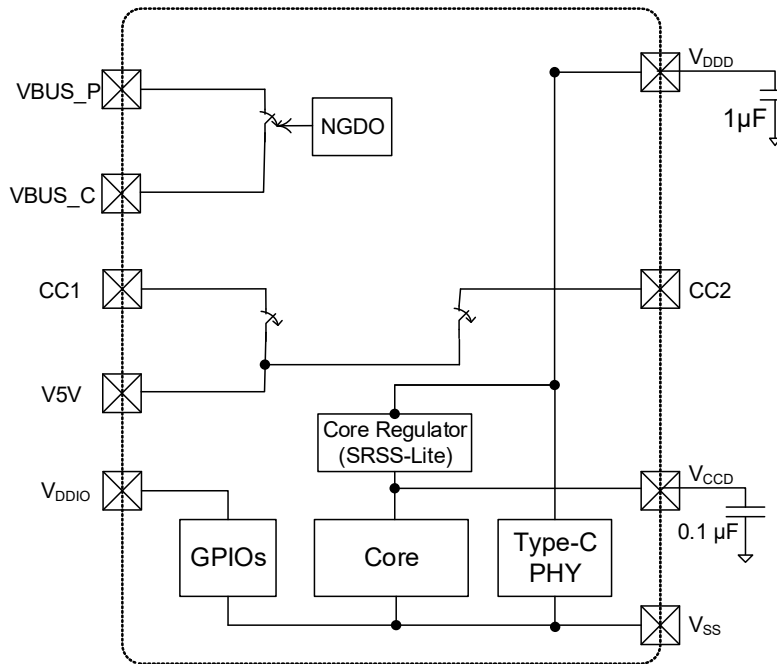 VBUS_P
NGDO
VBUS_C
VDDD
1µF
CC1
CC2
V5V
Core Regulator
(SRSS-Lite)
VDDIO
VCCD
0.1 µF
GPIOs
Core
Type-C
PHY
VSS